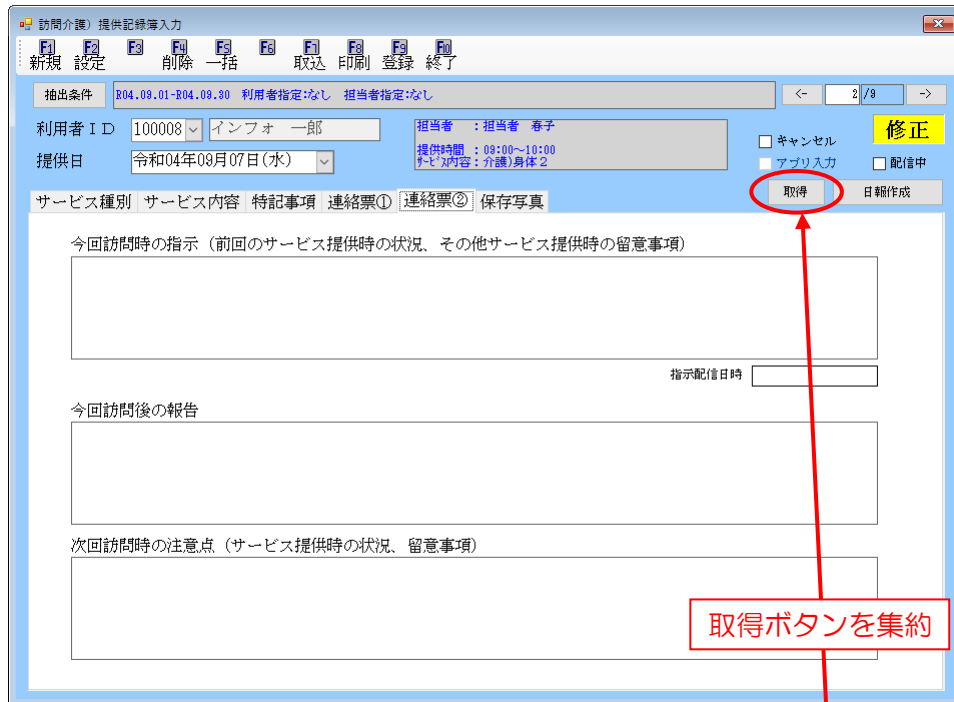 訪問介護）提供記録簿入力
F1 F2 F3 F4 F5 F6 F7 F8 F9 F10
新規 設定 削除 一括 取込 印刷 登録 終了
抽出条件 R04.09.01-R04.09.30 利用者指定:なし 担当者指定:なし <- 2 /9 ->
利用者ＩＤ 100008 インフォ 一郎
担当者 :担当者 春子
提供時間 :09:00～10:00
ｻｰﾋﾞｽ内容:介護)身体２
キャンセル 修正
提供日 令和04年09月07日(水)
アプリ入力 配信中
取得 日報作成
サービス種別 サービス内容 特記事項 連絡票① 連絡票② 保存写真
今回訪問時の指示（前回のサービス提供時の状況、その他サービス提供時の留意事項）
指示配信日時
今回訪問後の報告
次回訪問時の注意点（サービス提供時の状況、留意事項）
取得ボタンを集約